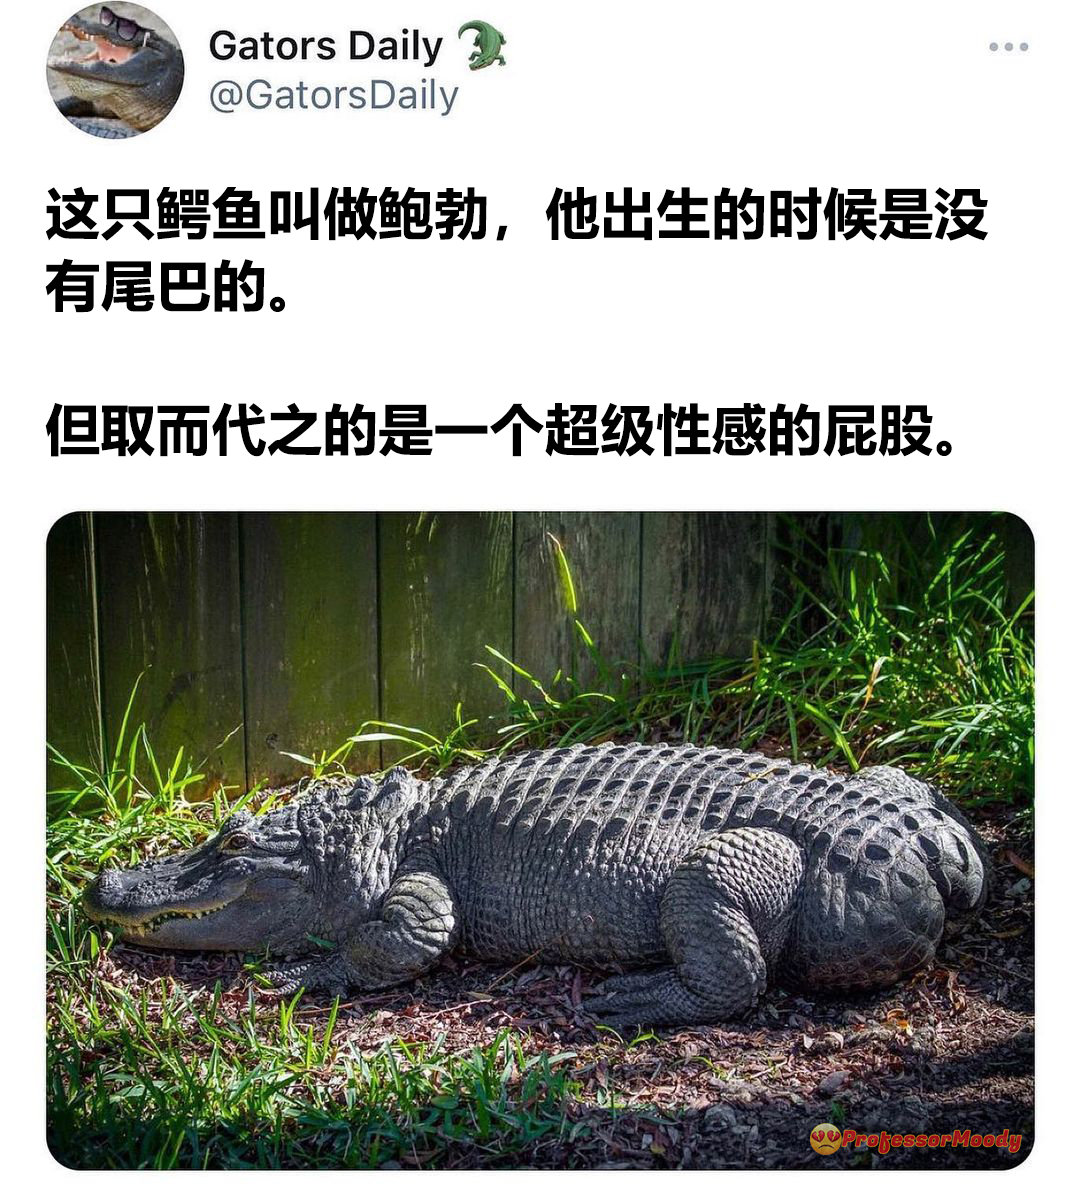 Gators Daily 🐊
@GatorsDaily
这只鳄鱼叫做鲍勃，他出生的时候是没
有尾巴的。
但取而代之的是一个超级性感的屁股。
ProfessorMoody